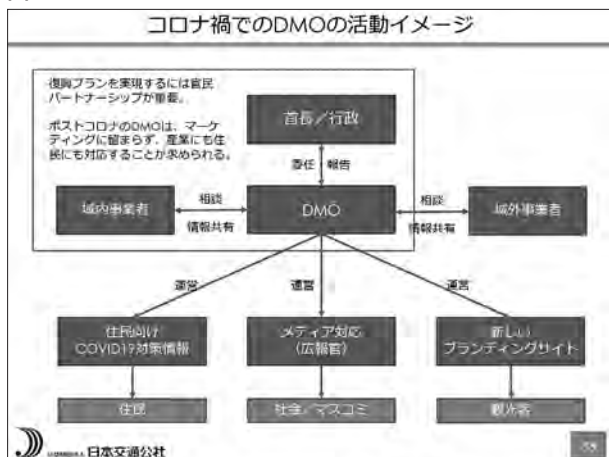 コロナ禍でのDMOの活動イメージ
復興プランを実現するには官民
パートナーシップが重要。
ポストコロナのDMOは、マーケ
ティングに留まらず、産業にも住
民にも対応することが求められる。
首長／行政
委任 報告
域内事業者
相談
情報共有
DMO
相談
情報共有
域外事業者
運営
運営
運営
住民向け
COVID19対策情報
メディア対応
（広報官）
新しい
ブランディングサイト
住民
社会／マスコミ
観光客
日本交通公社